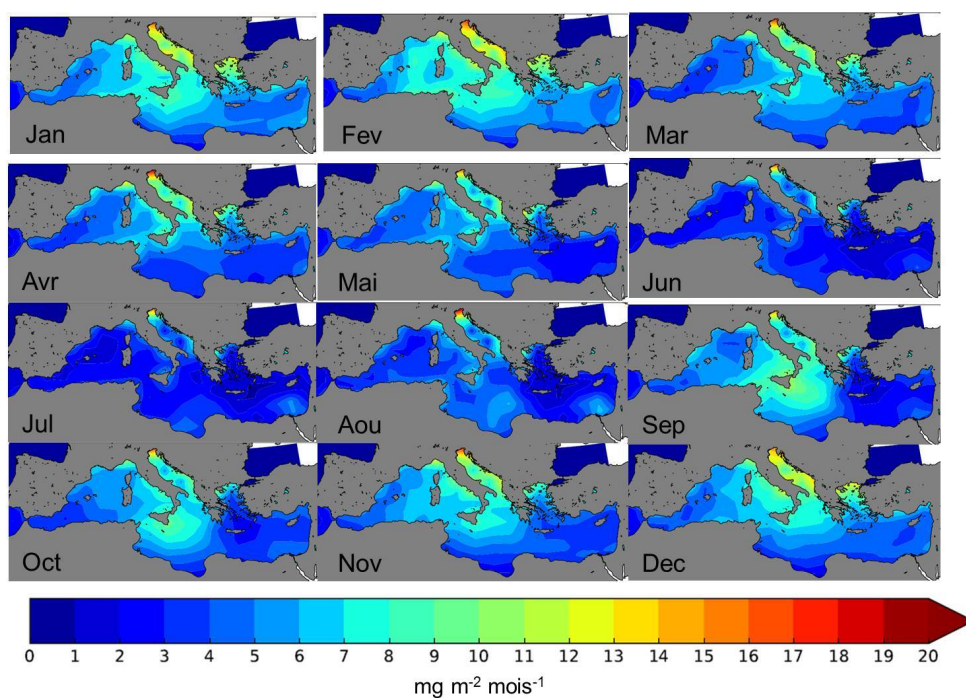 Jan Fev Mar
Avr Mai Jun
Jul Aou Sep
Oct Nov Dec
0 1 2 3 4 5 6 7 8 9 10 11 12 13 14 15 16 17 18 19 20
mg m⁻² mois⁻¹